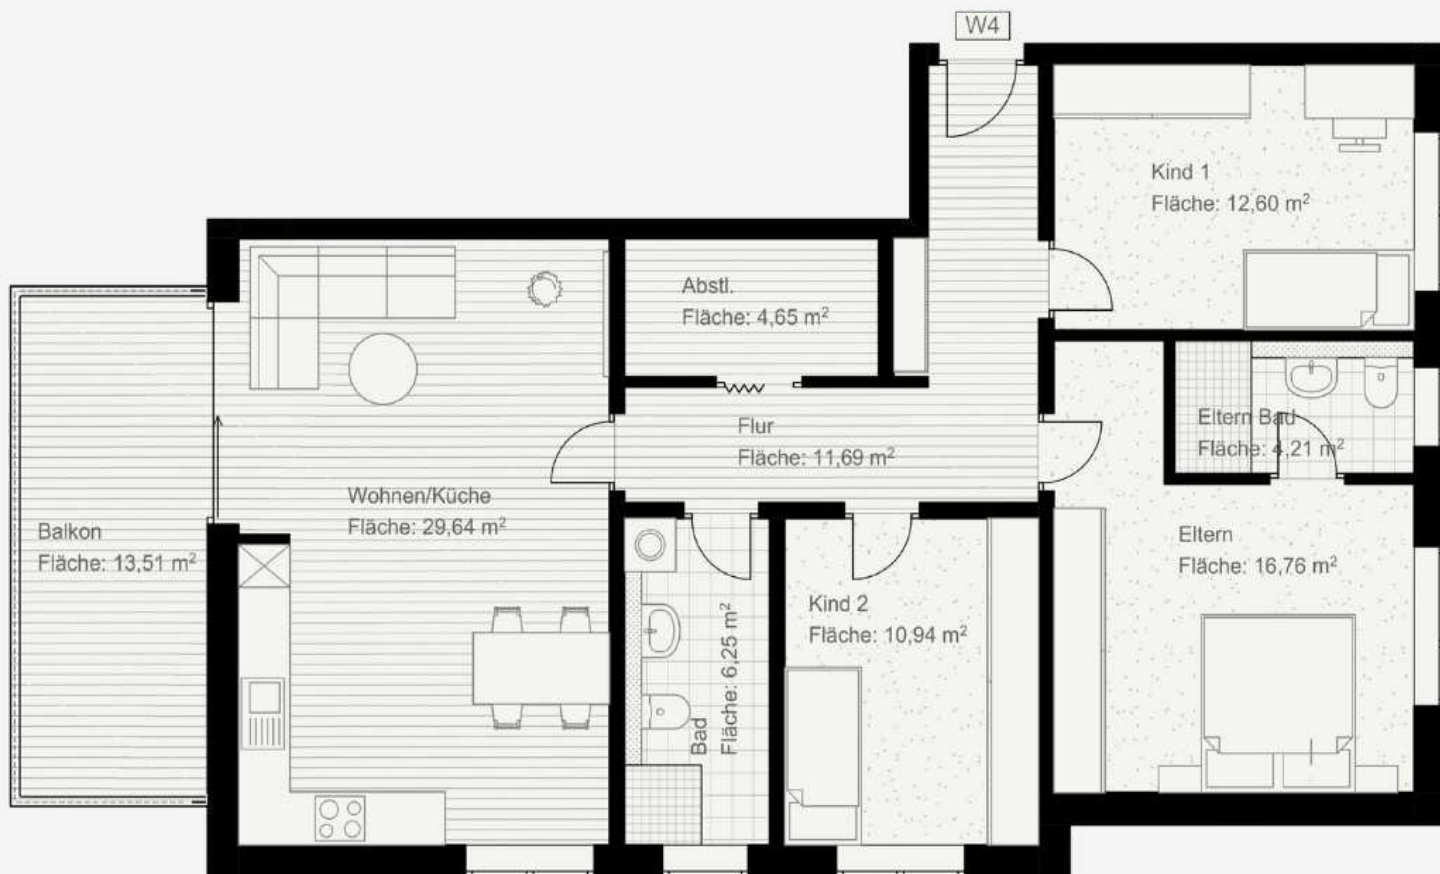 W4
Kind 1
Fläche: 12,60 m²
Abstl.
Fläche: 4,65 m²
Flur
Fläche: 11,69 m²
Eltern Bad
Fläche: 4,21 m²
Wohnen/Küche
Fläche: 29,64 m²
Balkon
Fläche: 13,51 m²
Eltern
Fläche: 16,76 m²
Kind 2
Fläche: 10,94 m²
Bad
Fläche: 6,25 m²